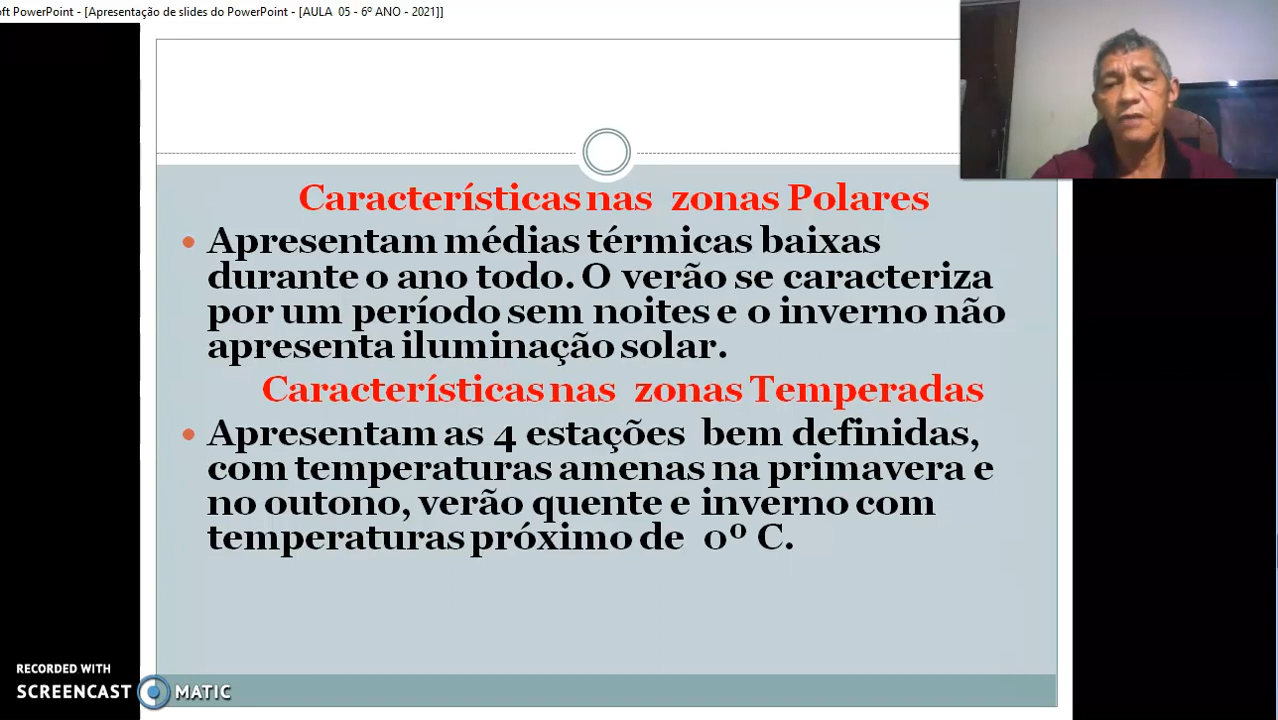 oft PowerPoint - [Apresentação de slides do PowerPoint - [AULA 05 - 6º ANO - 2021]]
Características nas zonas Polares
• Apresentam médias térmicas baixas
durante o ano todo. O verão se caracteriza
por um período sem noites e o inverno não
apresenta iluminação solar.
Características nas zonas Temperadas
• Apresentam as 4 estações bem definidas,
com temperaturas amenas na primavera e
no outono, verão quente e inverno com
temperaturas próximo de 0º C.
RECORDED WITH
SCREENCAST MATIC